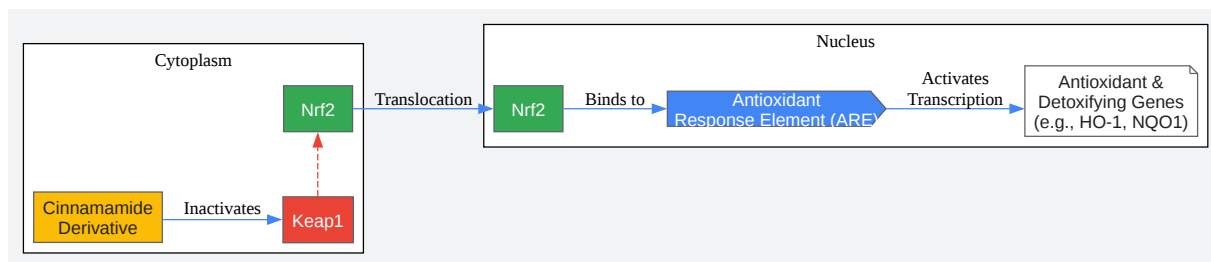 Cytoplasm
Nrf2
Cinnamamide
Derivative
Inactivates
Keap1
Translocation
Nucleus
Nrf2
Binds to
Antioxidant
Response Element (ARE)
Activates
Transcription
Antioxidant &
Detoxifying Genes
(e.g., HO-1, NQO1)